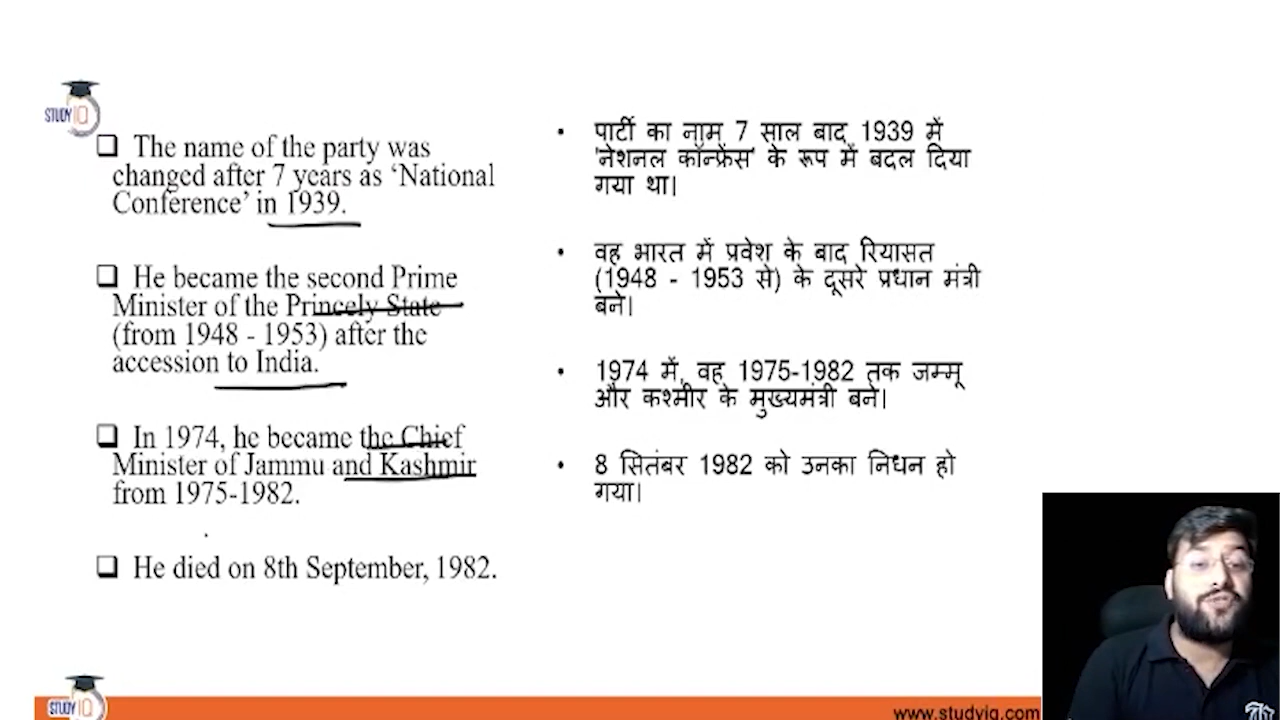 STUDY IQ
❑ The name of the party was
changed after 7 years as ‘National
Conference’ in 1939.
❑ He became the second Prime
Minister of the Princely State
(from 1948 - 1953) after the
accession to India.
❑ In 1974, he became the Chief
Minister of Jammu and Kashmir
from 1975-1982.
❑ He died on 8th September, 1982.
• पार्टी का नाम 7 साल बाद 1939 में
'नेशनल कॉन्फ्रेंस' के रूप में बदल दिया
गया था।
• वह भारत में प्रवेश के बाद रियासत
(1948 - 1953 से) के दूसरे प्रधान मंत्री
बने।
• 1974 में, वह 1975-1982 तक जम्मू
और कश्मीर के मुख्यमंत्री बने।
• 8 सितंबर 1982 को उनका निधन हो
गया।
STUDY IQ
www.studyiq.com